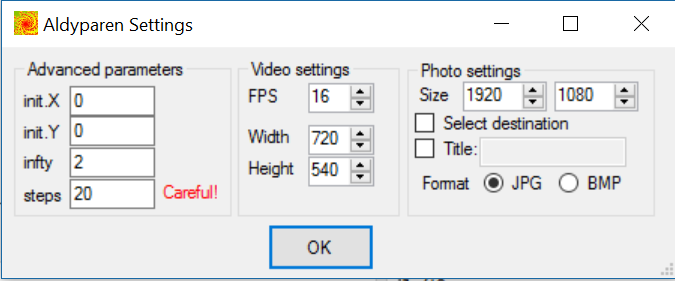 Aldyparen Settings
Advanced parameters
init.X 0
init.Y 0
infty 2
steps 20 Careful!
Video settings
FPS 16
Width 720
Height 540
Photo settings
Size 1920 1080
Select destination
Title:
Format JPG BMP
OK